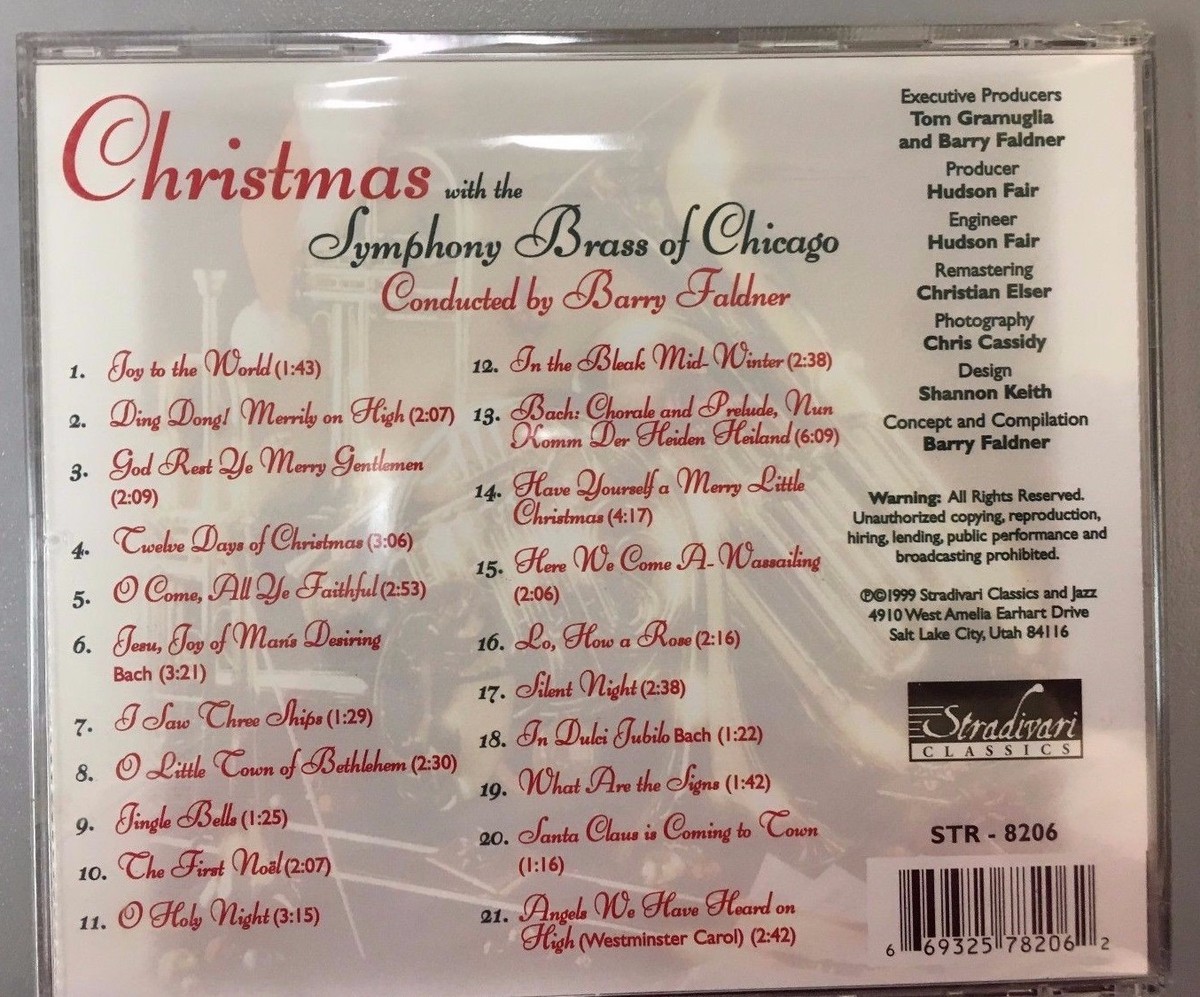 Christmas with the
Symphony Brass of Chicago
Conducted by Barry Faldner
1. Joy to the World (1:43)
2. Ding Dong! Merrily on High (2:07)
3. God Rest Ye Merry Gentlemen
(2:09)
4. Twelve Days of Christmas (3:06)
5. O Come, All Ye Faithful (2:53)
6. Jesu, Joy of Man's Desiring
Bach (3:21)
7. I Saw Three Ships (1:29)
8. O Little Town of Bethlehem (2:30)
9. Jingle Bells (1:25)
10. The First Noël (2:07)
11. O Holy Night (3:15)
12. In the Bleak Mid-Winter (2:38)
13. Bach: Chorale and Prelude, Nun
Komm Der Heiden Heiland (6:09)
14. Have Yourself a Merry Little
Christmas (4:17)
15. Here We Come A-Wassailing
(2:06)
16. Lo, How a Rose (2:16)
17. Silent Night (2:38)
18. In Dulci Jubilo Bach (1:22)
19. What Are the Signs (1:42)
20. Santa Claus is Coming to Town
(1:16)
21. Angels We Have Heard on
High (Westminster Carol) (2:42)
Executive Producers
Tom Gramuglia
and Barry Faldner
Producer
Hudson Fair
Engineer
Hudson Fair
Remastering
Christian Elser
Photography
Chris Cassidy
Design
Shannon Keith
Concept and Compilation
Barry Faldner
Warning: All Rights Reserved.
Unauthorized copying, reproduction,
hiring, lending, public performance and
broadcasting prohibited.
℗©1999 Stradivari Classics and Jazz
4910 West Amelia Earhart Drive
Salt Lake City, Utah 84116
Stradivari
CLASSICS
STR - 8206
6 69325 78206 2